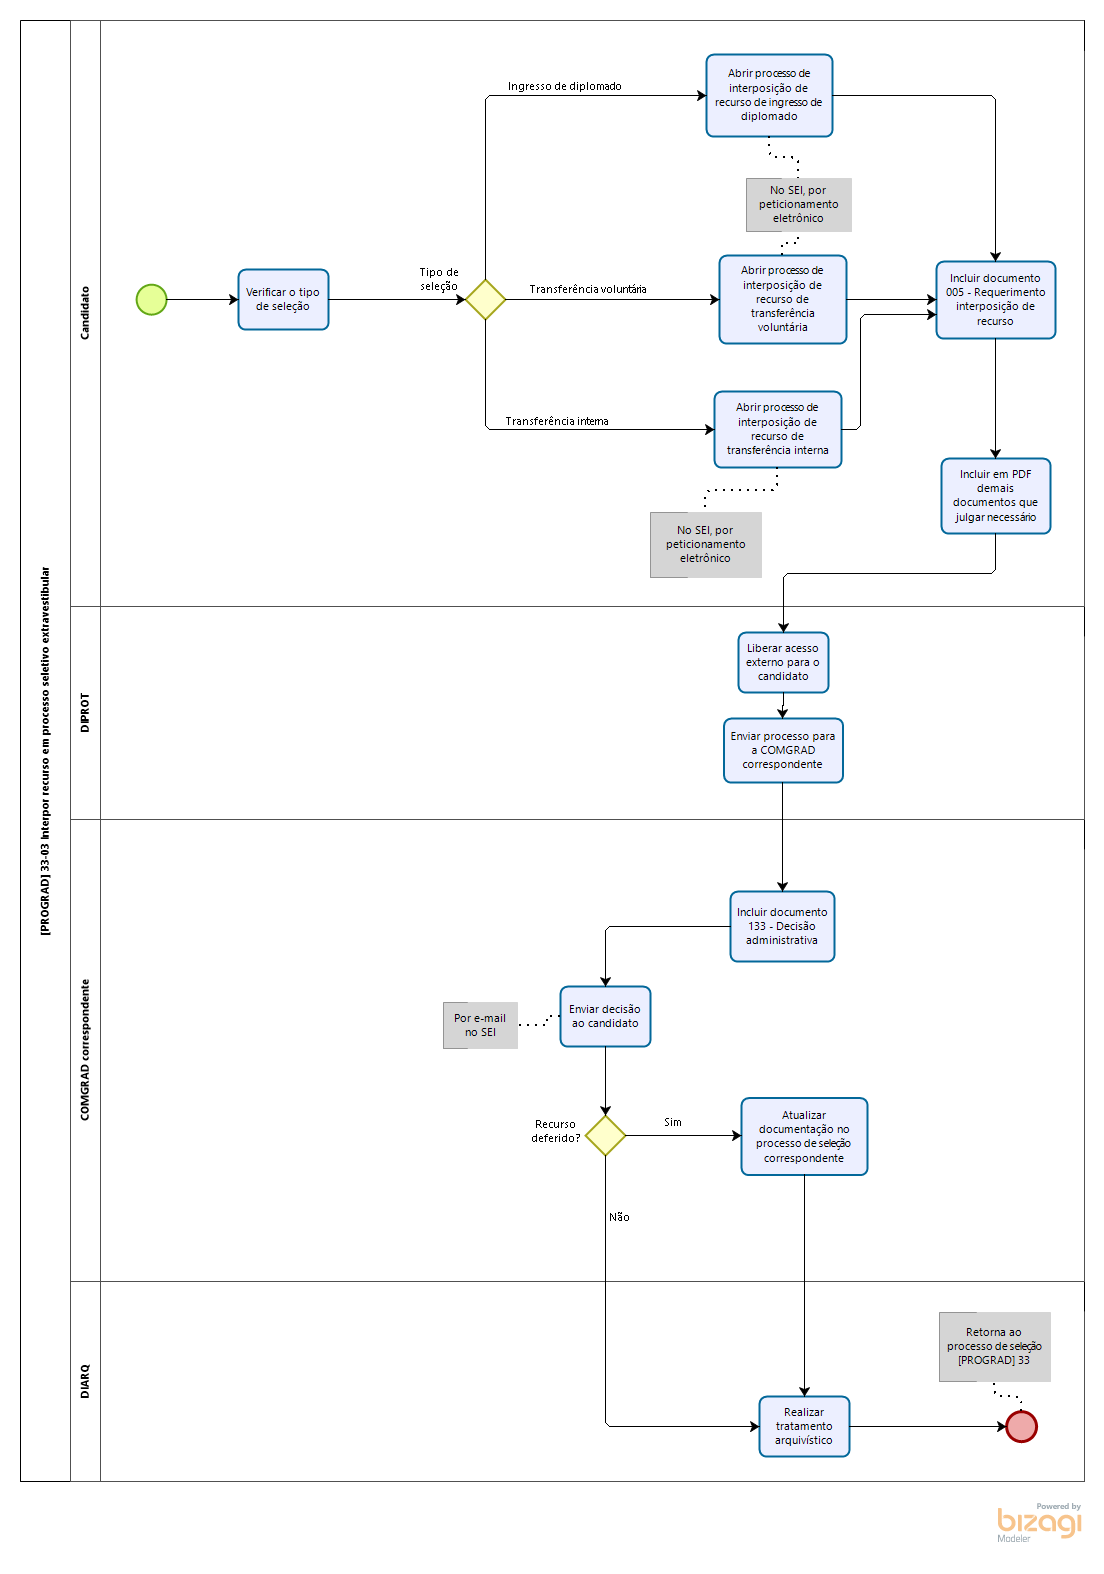 [PROGRAD] 33-03 Interpor recurso em processo seletivo extravestibular
Candidato
Verificar o tipo
de seleção
Tipo de
seleção
Ingresso de diplomado
Abrir processo de
interposição de
recurso de ingresso de
diplomado
No SEI, por
peticionamento
eletrônico
Transferência voluntária
Abrir processo de
interposição de
recurso de
transferência
voluntária
Incluir documento
005 - Requerimento
interposição de
recurso
Transferência interna
Abrir processo de
interposição de
recurso de
transferência interna
No SEI, por
peticionamento
eletrônico
Incluir em PDF
demais
documentos que
julgar necessário
DIPROT
Liberar acesso
externo para o
candidato
Enviar processo para
a COMGRAD
correspondente
COMGRAD correspondente
Incluir documento
133 - Decisão
administrativa
Enviar decisão
ao candidato
Por e-mail
no SEI
Recurso
deferido?
Sim
Atualizar
documentação no
processo de seleção
correspondente
Não
DIARQ
Retorna ao
processo de seleção
[PROGRAD] 33
Realizar
tratamento
arquivístico
Powered by
bizagi
Modeler